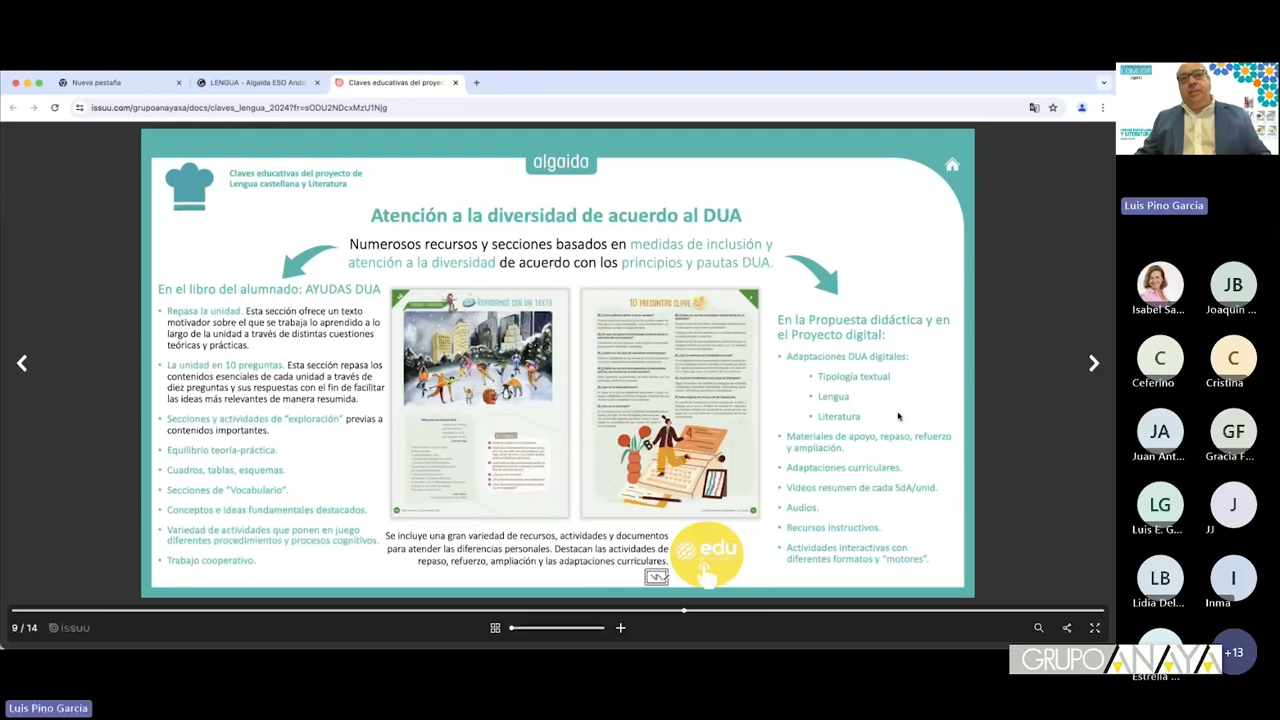 Nueva pestaña
LENGUA - Algaida ESO Anda
Claves educativas del proyec
issuu.com/grupoanayasa/docs/claves_lengua_2024?fr=sODU2NDcxMzU1Njg
algaida
Claves educativas del proyecto de
Lengua castellana y Literatura
Atención a la diversidad de acuerdo al DUA
Numerosos recursos y secciones basados en medidas de inclusión y
atención a la diversidad de acuerdo con los principios y pautas DUA.
En el libro del alumnado: AYUDAS DUA
• Repasa la unidad. Esta sección ofrece un texto
motivador sobre el que se trabaja lo aprendido a lo
largo de la unidad a través de distintas cuestiones
teóricas y prácticas.
• La unidad en 10 preguntas. Esta sección repasa los
contenidos esenciales de cada unidad a través de
diez preguntas y sus respuestas con el fin de facilitar
las ideas más relevantes de manera resumida.
• Secciones y actividades de "exploración" previas a
contenidos importantes.
• Equilibrio teoría-práctica.
• Cuadros, tablas, esquemas.
• Secciones de "Vocabulario".
• Conceptos e ideas fundamentales destacados.
• Variedad de actividades que ponen en juego
diferentes procedimientos y procesos cognitivos.
• Trabajo cooperativo.
REPASAMOS CON UN TEXTO
10 PREGUNTAS CLAVE
Se incluye una gran variedad de recursos, actividades y documentos
para atender las diferencias personales. Destacan las actividades de
repaso, refuerzo, ampliación y las adaptaciones curriculares.
edu
En la Propuesta didáctica y en
el Proyecto digital:
• Adaptaciones DUA digitales:
• Tipología textual
• Lengua
• Literatura
• Materiales de apoyo, repaso, refuerzo
y ampliación.
• Adaptaciones curriculares.
• Vídeos resumen de cada SdA/unid.
• Audios.
• Recursos instructivos.
• Actividades interactivas con
diferentes formatos y "motores".
9 / 14
issuu
Luis Pino Garcia
Isabel Sa...
JB
Joaquín ...
C
Ceferino
C
Cristina
JA
Juan Ant...
GF
Gracia F...
LG
Luis E. G...
J
JJ
LB
Lidia Del...
I
Inma
+13
Estrella ...
GRUPO ANAYA
Luis Pino Garcia